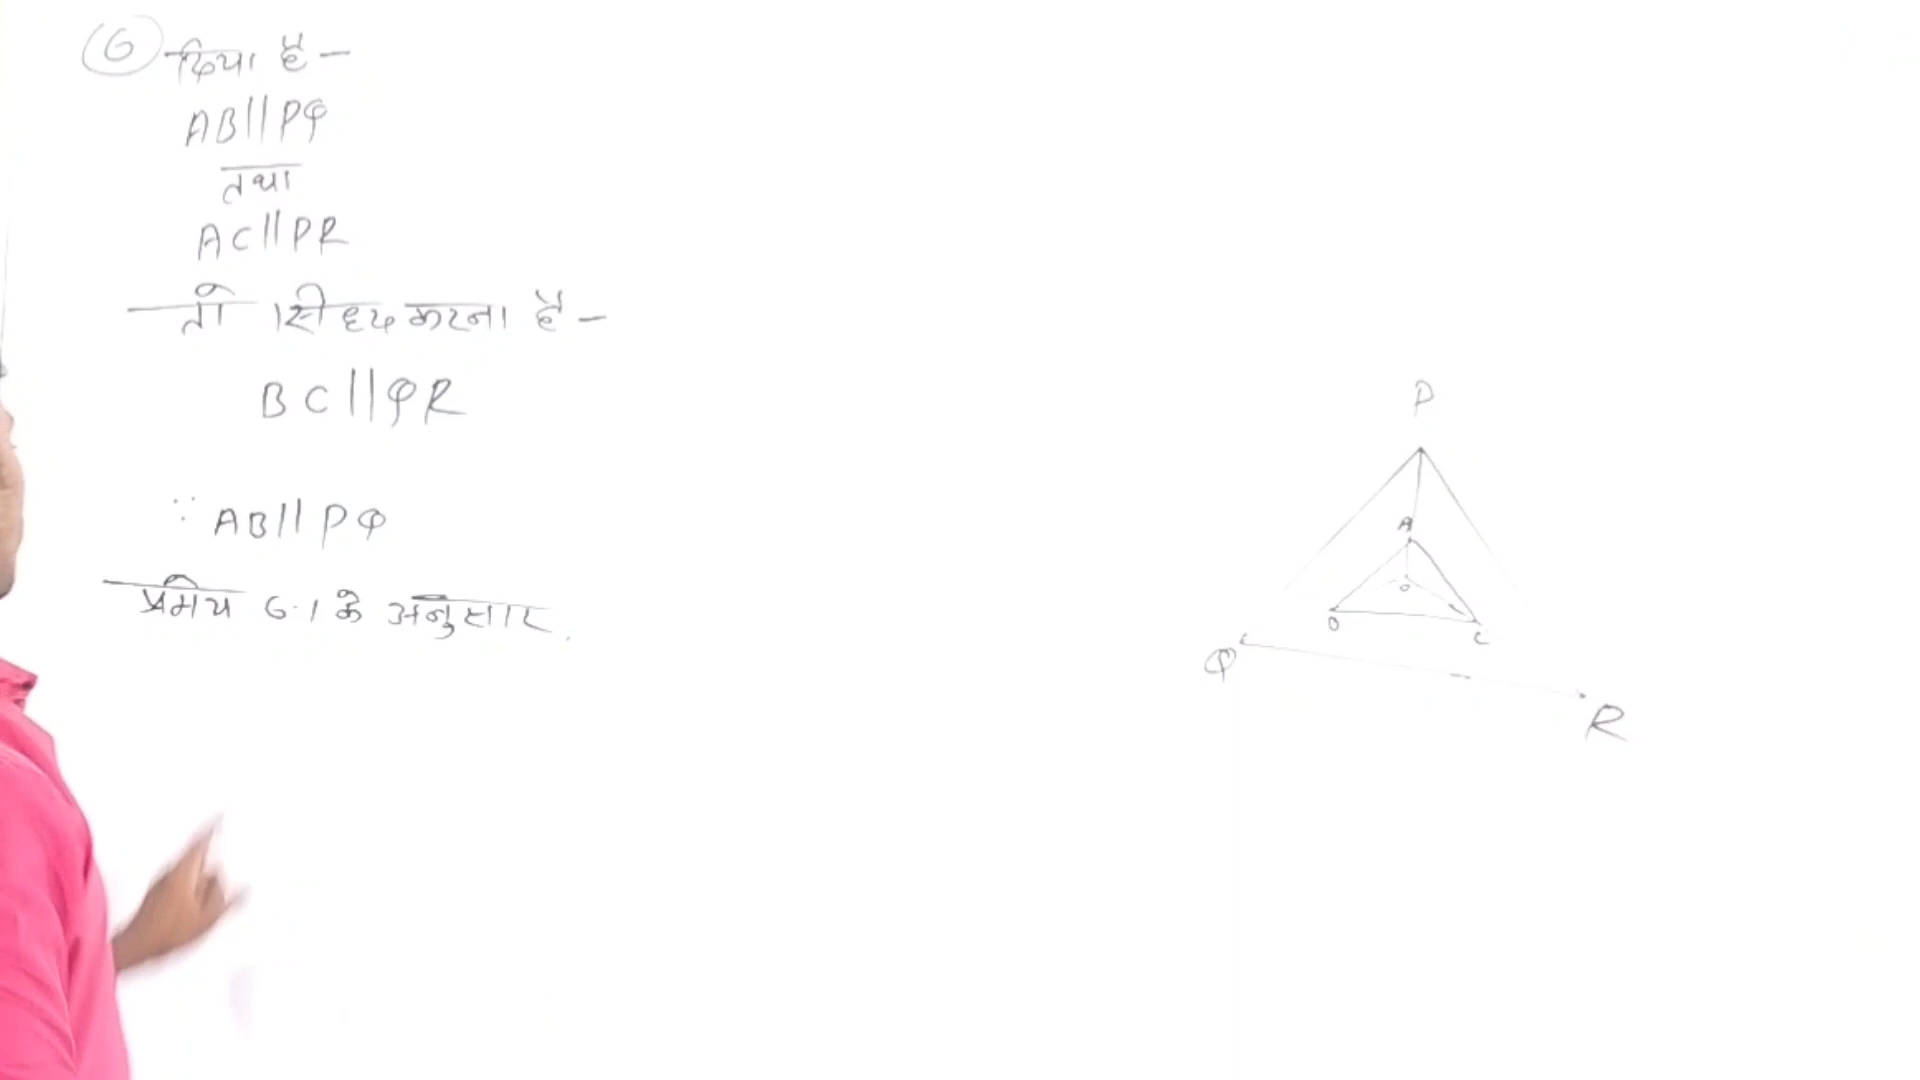 6 दिया है -
AB || PQ
तथा
AC || PR
तो सीध्द करना है -
BC || QR
∵ AB || PQ
प्रमेय 6.1 के अनुसार,
P
A
O
B
C
Q
R